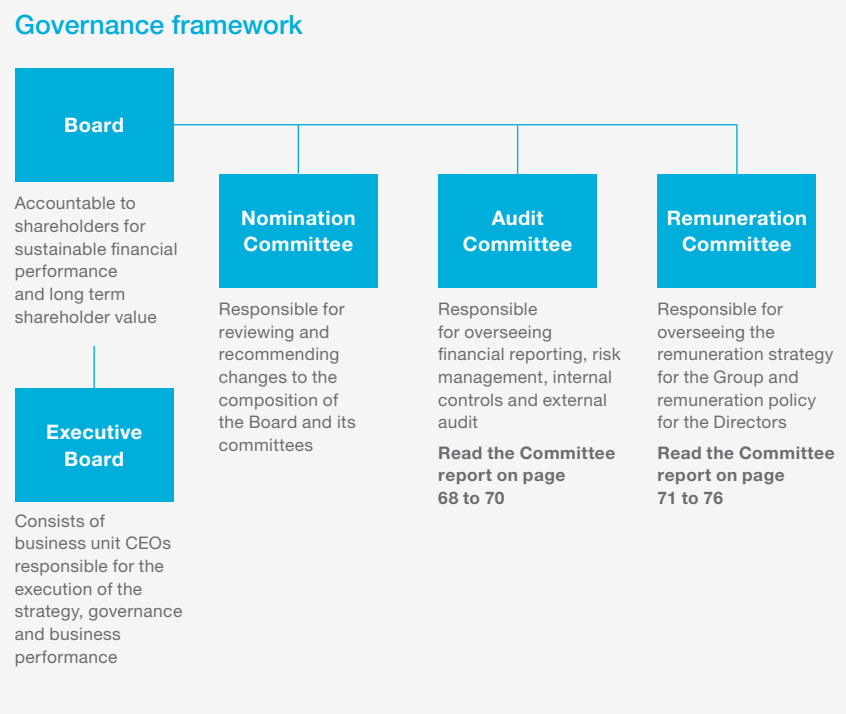 Governance framework
Board
Accountable to
shareholders for
sustainable financial
performance
and long term
shareholder value
Executive
Board
Consists of
business unit CEOs
responsible for the
execution of the
strategy, governance
and business
performance
Nomination
Committee
Responsible for
reviewing and
recommending
changes to the
composition of
the Board and its
committees
Audit
Committee
Responsible
for overseeing
financial reporting, risk
management, internal
controls and external
audit
Read the Committee
report on page
68 to 70
Remuneration
Committee
Responsible for
overseeing the
remuneration strategy
for the Group and
remuneration policy
for the Directors
Read the Committee
report on page
71 to 76